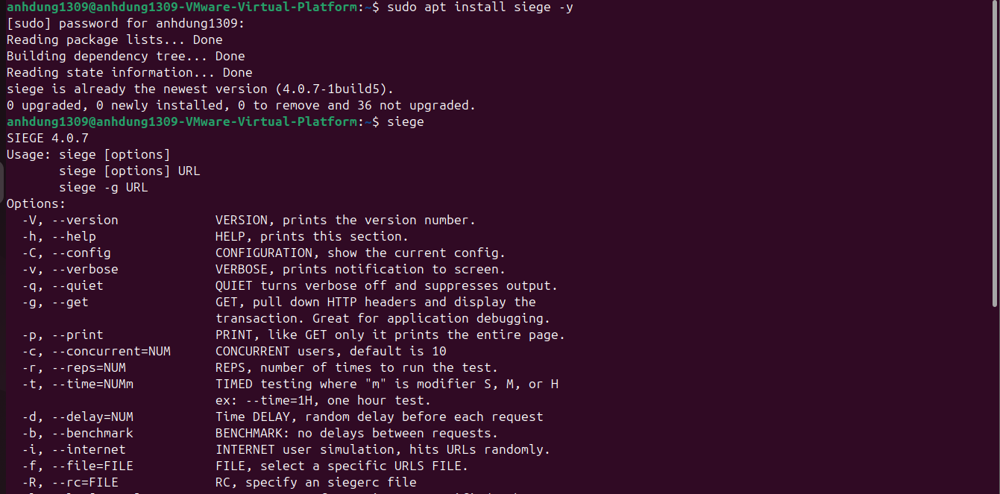 anhdung1309@anhdung1309-VMware-Virtual-Platform:~$ sudo apt install siege -y
[sudo] password for anhdung1309:
Reading package lists... Done
Building dependency tree... Done
Reading state information... Done
siege is already the newest version (4.0.7-1build5).
0 upgraded, 0 newly installed, 0 to remove and 36 not upgraded.
anhdung1309@anhdung1309-VMware-Virtual-Platform:~$ siege
SIEGE 4.0.7
Usage: siege [options]
       siege [options] URL
       siege -g URL
Options:
  -V, --version             VERSION, prints the version number.
  -h, --help                HELP, prints this section.
  -C, --config              CONFIGURATION, show the current config.
  -v, --verbose             VERBOSE, prints notification to screen.
  -q, --quiet               QUIET turns verbose off and suppresses output.
  -g, --get                 GET, pull down HTTP headers and display the
                            transaction. Great for application debugging.
  -p, --print               PRINT, like GET only it prints the entire page.
  -c, --concurrent=NUM      CONCURRENT users, default is 10
  -r, --reps=NUM            REPS, number of times to run the test.
  -t, --time=NUMm           TIMED testing where "m" is modifier S, M, or H
                            ex: --time=1H, one hour test.
  -d, --delay=NUM           Time DELAY, random delay before each request
  -b, --benchmark           BENCHMARK: no delays between requests.
  -i, --internet            INTERNET user simulation, hits URLs randomly.
  -f, --file=FILE           FILE, select a specific URLS FILE.
  -R, --rc=FILE             RC, specify an siegerc file